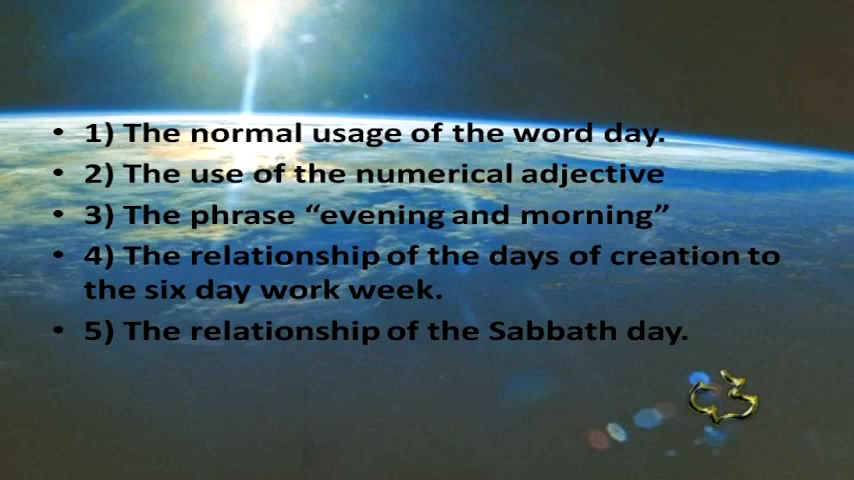 • 1) The normal usage of the word day.
• 2) The use of the numerical adjective
• 3) The phrase “evening and morning”
• 4) The relationship of the days of creation to
the six day work week.
• 5) The relationship of the Sabbath day.